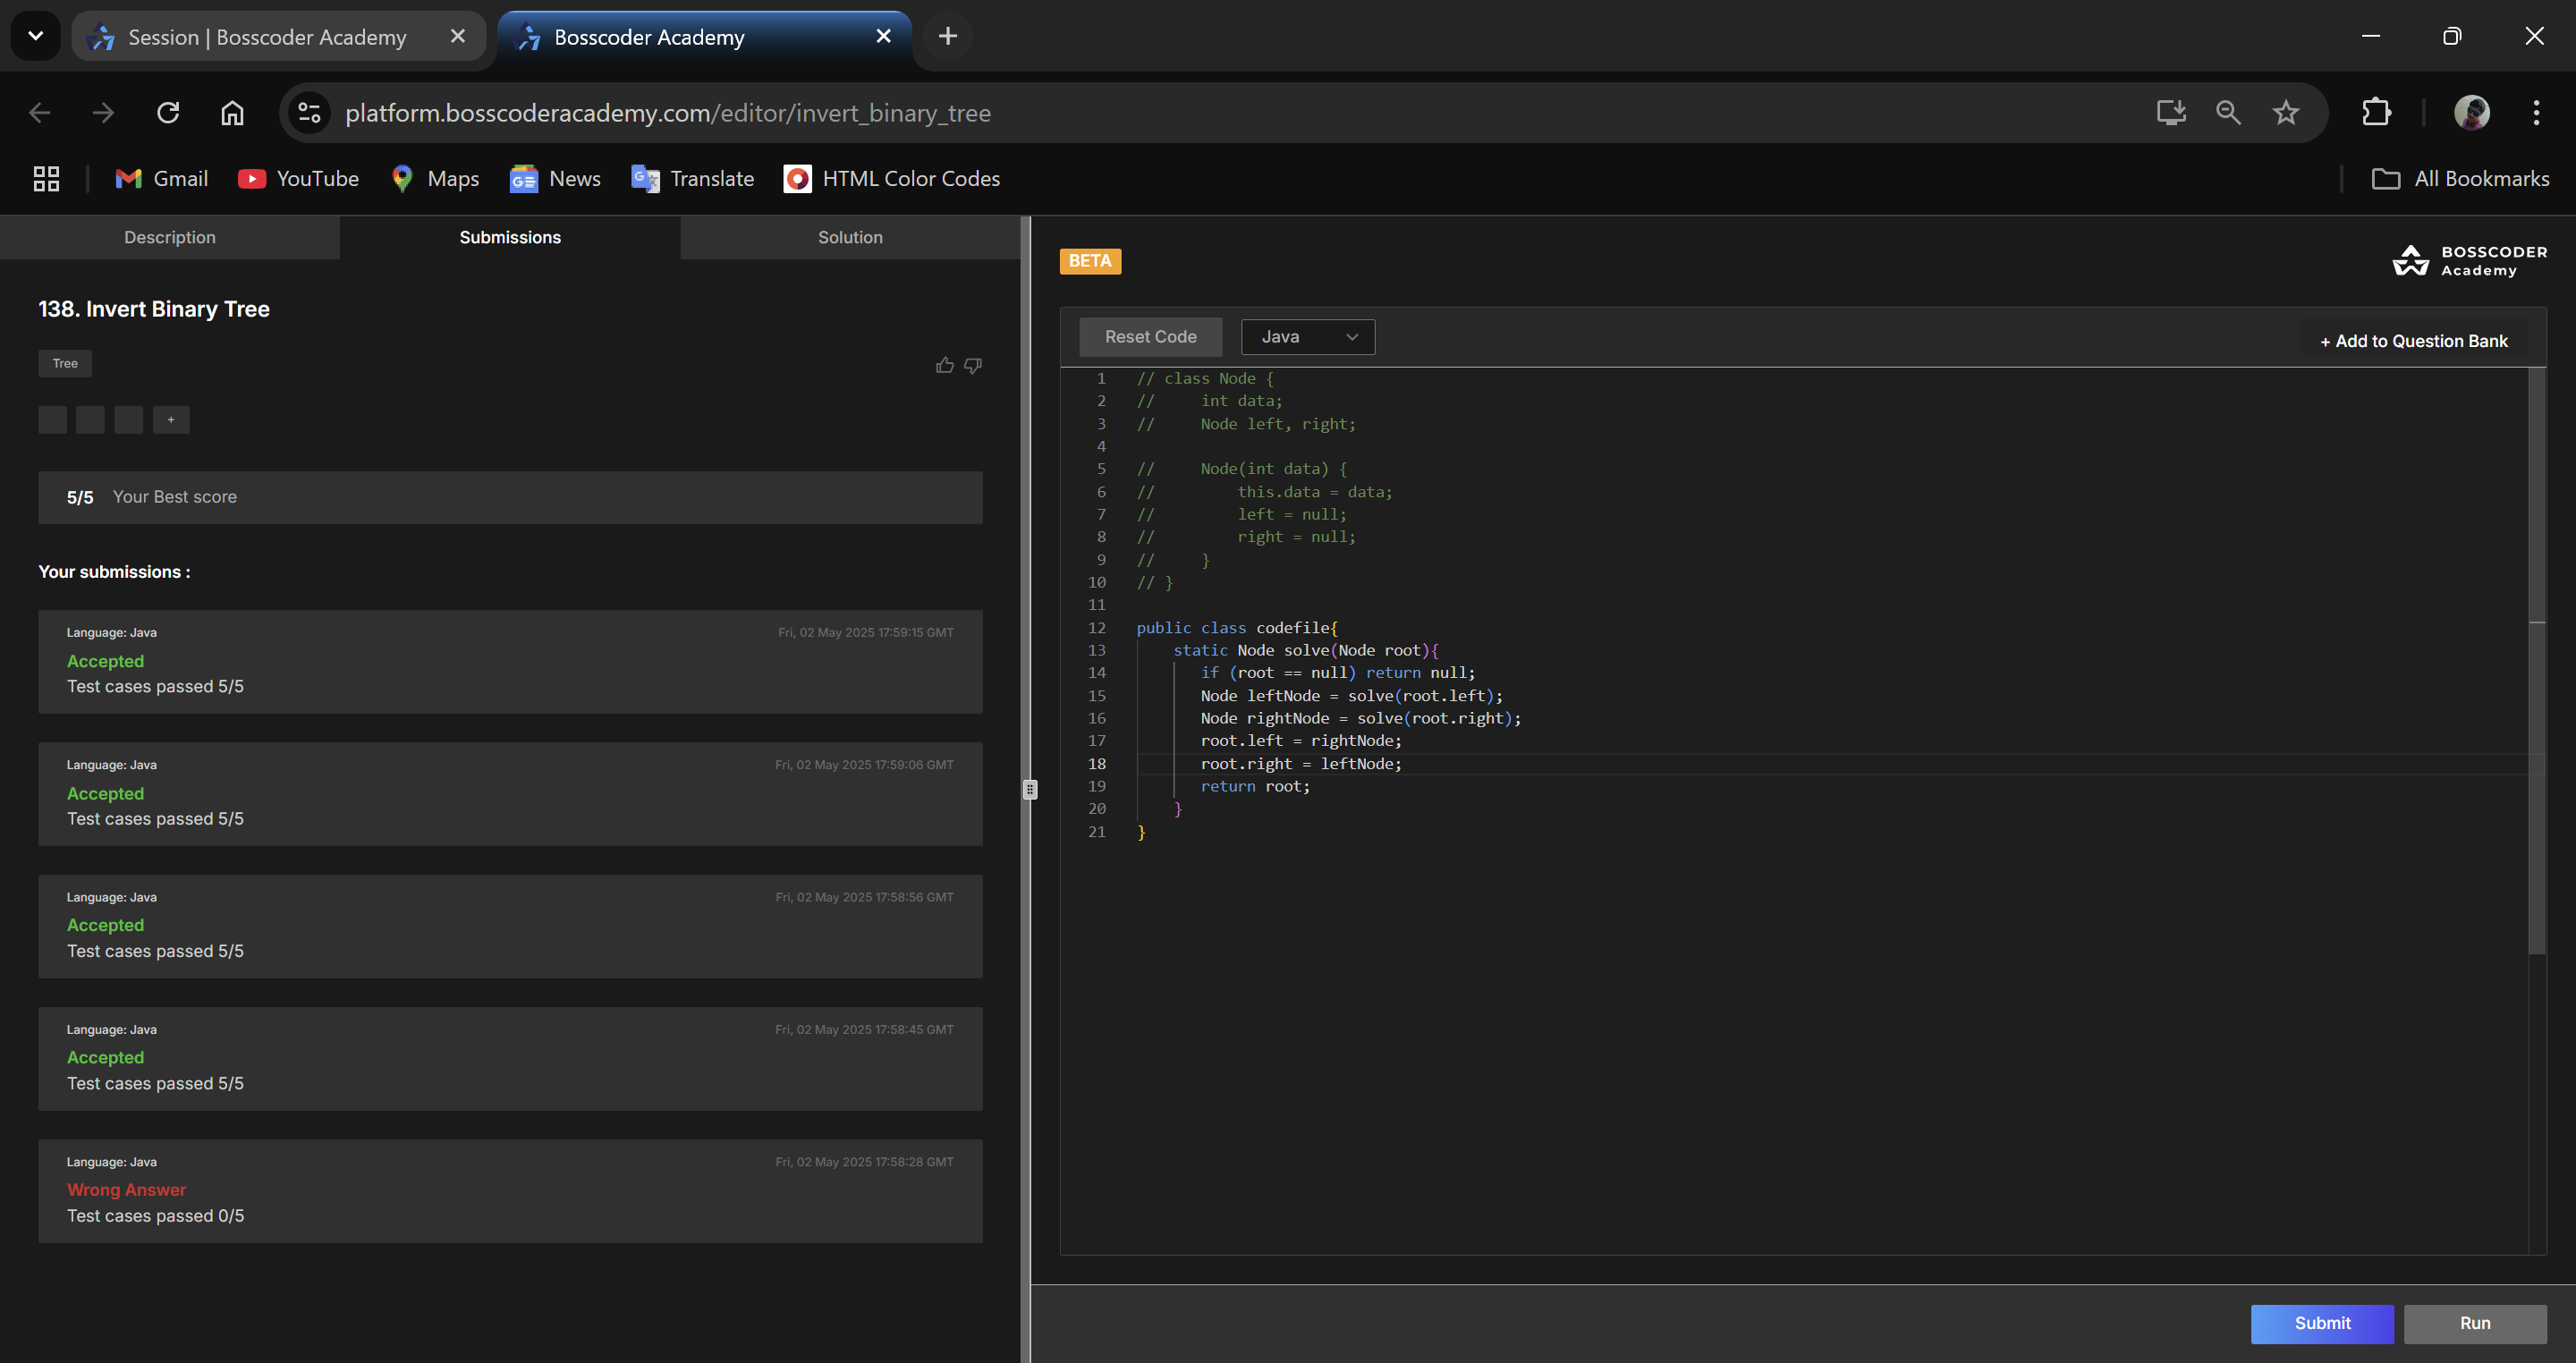 Session | Bosscoder Academy
Bosscoder Academy
platform.bosscoderacademy.com/editor/invert_binary_tree
Gmail
YouTube
Maps
News
Translate
HTML Color Codes
All Bookmarks
Description
Submissions
Solution
138. Invert Binary Tree
Tree
+
5/5 Your Best score
Your submissions :
Language: Java
Fri, 02 May 2025 17:59:15 GMT
Accepted
Test cases passed 5/5
Language: Java
Fri, 02 May 2025 17:59:06 GMT
Accepted
Test cases passed 5/5
Language: Java
Fri, 02 May 2025 17:58:56 GMT
Accepted
Test cases passed 5/5
Language: Java
Fri, 02 May 2025 17:58:45 GMT
Accepted
Test cases passed 5/5
Language: Java
Fri, 02 May 2025 17:58:28 GMT
Wrong Answer
Test cases passed 0/5
BETA
BOSSCODER
Academy
Reset Code
Java
+ Add to Question Bank
1 // class Node {
2 //     int data;
3 //     Node left, right;
4
5 //     Node(int data) {
6 //         this.data = data;
7 //         left = null;
8 //         right = null;
9 //     }
10 // }
11
12 public class codefile{
13     static Node solve(Node root){
14        if (root == null) return null;
15        Node leftNode = solve(root.left);
16        Node rightNode = solve(root.right);
17        root.left = rightNode;
18        root.right = leftNode;
19        return root;
20     }
21 }
Submit
Run